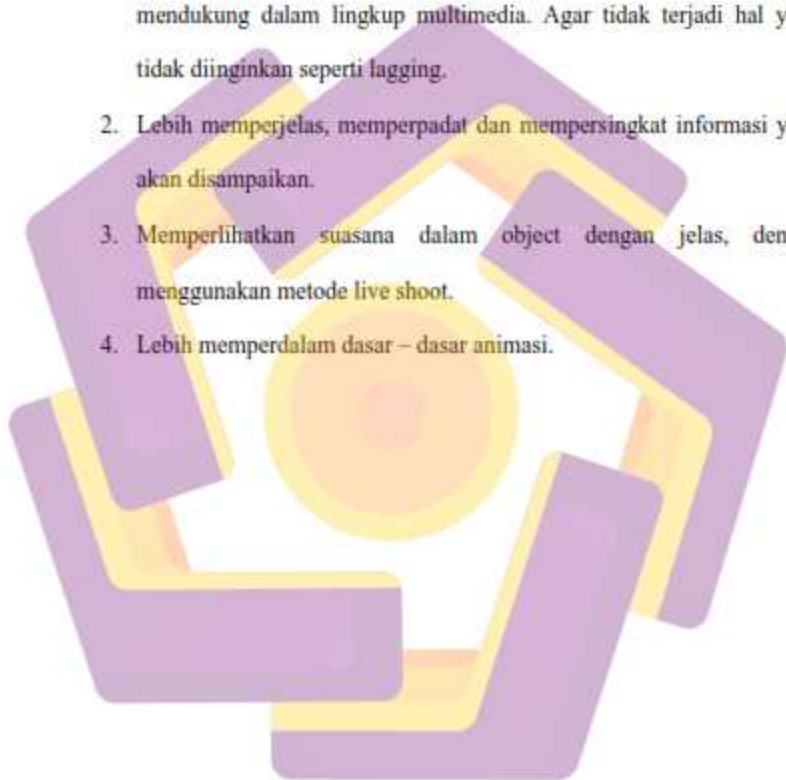 mendukung dalam lingkup multimedia. Agar tidak terjadi hal y
tidak diinginkan seperti lagging.
2. Lebih memperjelas, memperpadat dan mempersingkat informasi y
akan disampaikan.
3. Memperlihatkan suasana dalam object dengan jelas, den
menggunakan metode live shoot.
4. Lebih memperdalam dasar – dasar animasi.